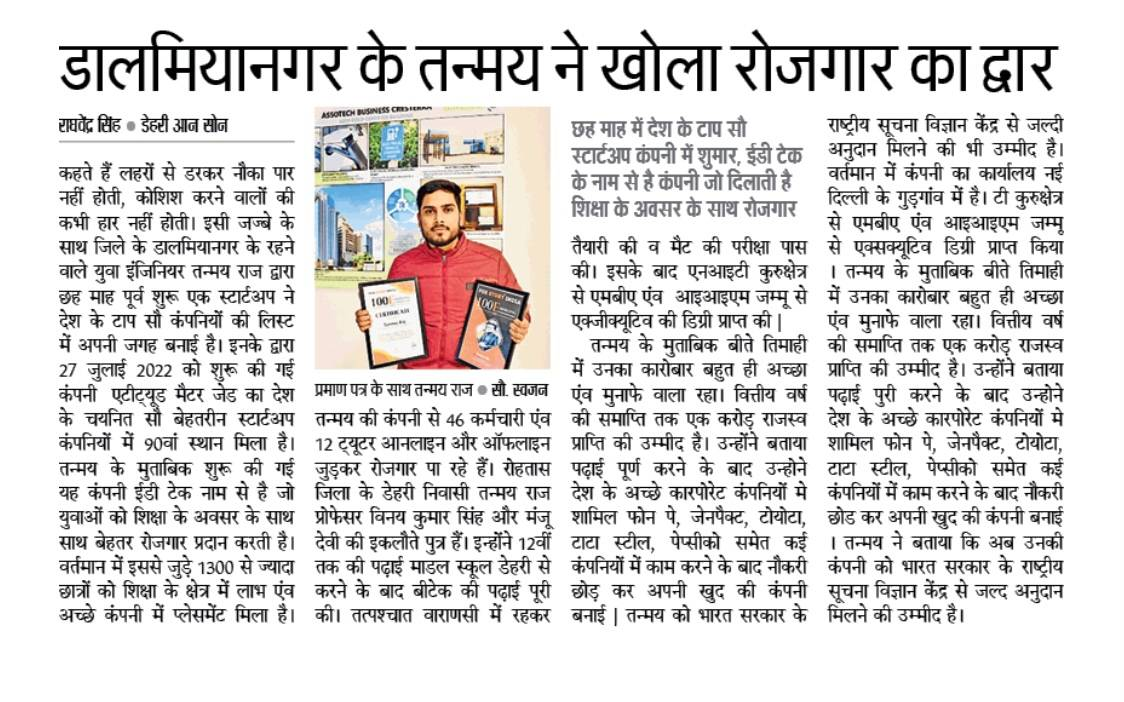 डालमियानगर के तन्मय ने खोला रोजगार का द्वार
राघवेंद्र सिंह ● डेहरी आन सोन
कहते हैं लहरों से डरकर नौका पार
नहीं होती, कोशिश करने वालों की
कभी हार नहीं होती। इसी जज्बे के
साथ जिले के डालमियानगर के रहने
वाले युवा इंजिनियर तन्मय राज द्वारा
छह माह पूर्व शुरू एक स्टार्टअप ने
देश के टाप सौ कंपनियों की लिस्ट
में अपनी जगह बनाई है। इनके द्वारा
27 जुलाई 2022 को शुरू की गई
कंपनी एटीट्यूड मैटर जेड का देश
के चयनित सौ बेहतरीन स्टार्टअप
कंपनियों में 90वां स्थान मिला है।
तन्मय के मुताबिक शुरू की गई
यह कंपनी ईडी टेक नाम से है जो
युवाओं को शिक्षा के अवसर के साथ
साथ बेहतर रोजगार प्रदान करती है।
वर्तमान में इससे जुड़े 1300 से ज्यादा
छात्रों को शिक्षा के क्षेत्र में लाभ एंव
अच्छे कंपनी में प्लेसमेंट मिला है।
ASSOTECH BUSINESS CRESTERRA
100
CERTIFICATE
100
प्रमाण पत्र के साथ तन्मय राज ● सौ. स्वजन
तन्मय की कंपनी से 46 कर्मचारी एंव
12 ट्यूटर आनलाइन और ऑफलाइन
जुड़कर रोजगार पा रहे हैं। रोहतास
जिला के डेहरी निवासी तन्मय राज
प्रोफेसर विनय कुमार सिंह और मंजू
देवी की इकलौते पुत्र हैं। इन्होंने 12वीं
तक की पढ़ाई माडल स्कूल डेहरी से
करने के बाद बीटेक की पढ़ाई पूरी
की। तत्पश्चात वाराणसी में रहकर
छह माह में देश के टाप सौ
स्टार्टअप कंपनी में शुमार, ईडी टेक
के नाम से है कंपनी जो दिलाती है
शिक्षा के अवसर के साथ रोजगार
तैयारी की व मैट की परीक्षा पास
की। इसके बाद एनआइटी कुरुक्षेत्र
से एमबीए एंव आइआइएम जम्मू से
एक्जीक्यूटिव की डिग्री प्राप्त की|
तन्मय के मुताबिक बीते तिमाही
में उनका कारोबार बहुत ही अच्छा
एंव मुनाफे वाला रहा। वित्तीय वर्ष
की समाप्ति तक एक करोड़ राजस्व
प्राप्ति की उम्मीद है। उन्होंने बताया
पढ़ाई पूर्ण करने के बाद उन्होने
देश के अच्छे कारपोरेट कंपनियों मे
शामिल फोन पे, जेनपैक्ट, टोयोटा,
टाटा स्टील, पेप्सीको समेत कई
कंपनियों में काम करने के बाद नौकरी
छोड़ कर अपनी खुद की कंपनी
बनाई | तन्मय को भारत सरकार के
राष्ट्रीय सूचना विज्ञान केंद्र से जल्दी
अनुदान मिलने की भी उम्मीद है।
वर्तमान में कंपनी का कार्यालय नई
दिल्ली के गुड़गांव में है। टी कुरुक्षेत्र
से एमबीए एंव आइआइएम जम्मू
से एक्सक्यूटिव डिग्री प्राप्त किया
। तन्मय के मुताबिक बीते तिमाही
में उनका कारोबार बहुत ही अच्छा
एंव मुनाफे वाला रहा। वित्तीय वर्ष
की समाप्ति तक एक करोड़ राजस्व
प्राप्ति की उम्मीद है। उन्होंने बताया
पढ़ाई पुरी करने के बाद उन्होने
देश के अच्छे कारपोरेट कंपनियों मे
शामिल फोन पे, जेनपैक्ट, टोयोटा,
टाटा स्टील, पेप्सीको समेत कई
कंपनियों में काम करने के बाद नौकरी
छोड कर अपनी खुद की कंपनी बनाई
। तन्मय ने बताया कि अब उनकी
कंपनी को भारत सरकार के राष्ट्रीय
सूचना विज्ञान केंद्र से जल्द अनुदान
मिलने की उम्मीद है।